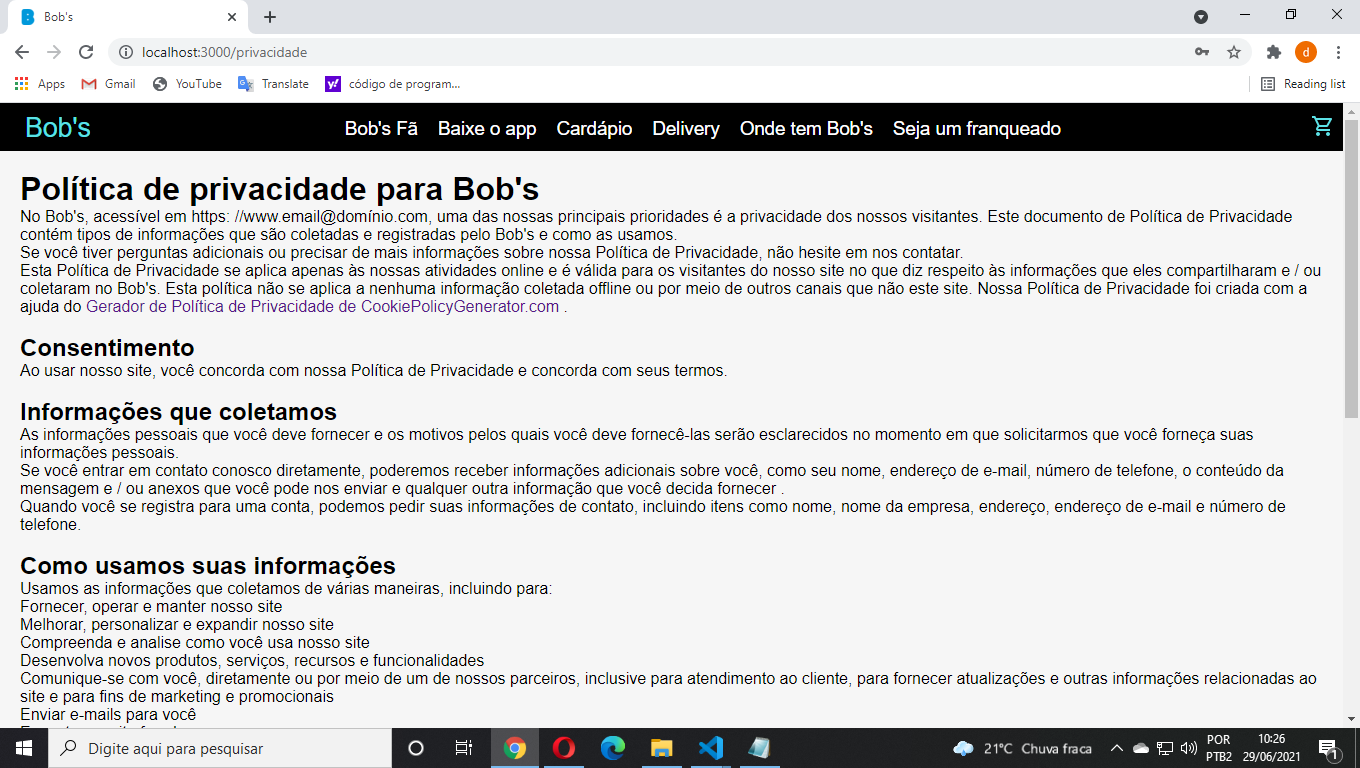 Bob's
localhost:3000/privacidade
d
Apps
Gmail
YouTube
Translate
y!
código de program...
Reading list
Bob's
Bob's Fã
Baixe o app
Cardápio
Delivery
Onde tem Bob's
Seja um franqueado
Política de privacidade para Bob's
No Bob's, acessível em https: //www.email@domínio.com, uma das nossas principais prioridades é a privacidade dos nossos visitantes. Este documento de Política de Privacidade
contém tipos de informações que são coletadas e registradas pelo Bob's e como as usamos.
Se você tiver perguntas adicionais ou precisar de mais informações sobre nossa Política de Privacidade, não hesite em nos contatar.
Esta Política de Privacidade se aplica apenas às nossas atividades online e é válida para os visitantes do nosso site no que diz respeito às informações que eles compartilharam e / ou
coletaram no Bob's. Esta política não se aplica a nenhuma informação coletada offline ou por meio de outros canais que não este site. Nossa Política de Privacidade foi criada com a
ajuda do Gerador de Política de Privacidade de CookiePolicyGenerator.com .
Consentimento
Ao usar nosso site, você concorda com nossa Política de Privacidade e concorda com seus termos.
Informações que coletamos
As informações pessoais que você deve fornecer e os motivos pelos quais você deve fornecê-las serão esclarecidos no momento em que solicitarmos que você forneça suas
informações pessoais.
Se você entrar em contato conosco diretamente, poderemos receber informações adicionais sobre você, como seu nome, endereço de e-mail, número de telefone, o conteúdo da
mensagem e / ou anexos que você pode nos enviar e qualquer outra informação que você decida fornecer .
Quando você se registra para uma conta, podemos pedir suas informações de contato, incluindo itens como nome, nome da empresa, endereço, endereço de e-mail e número de
telefone.
Como usamos suas informações
Usamos as informações que coletamos de várias maneiras, incluindo para:
Fornecer, operar e manter nosso site
Melhorar, personalizar e expandir nosso site
Compreenda e analise como você usa nosso site
Desenvolva novos produtos, serviços, recursos e funcionalidades
Comunique-se com você, diretamente ou por meio de um de nossos parceiros, inclusive para atendimento ao cliente, para fornecer atualizações e outras informações relacionadas ao
site e para fins de marketing e promocionais
Enviar e-mails para você
Digite aqui para pesquisar
21°C Chuva fraca
POR
PTB2
10:26
29/06/2021
1